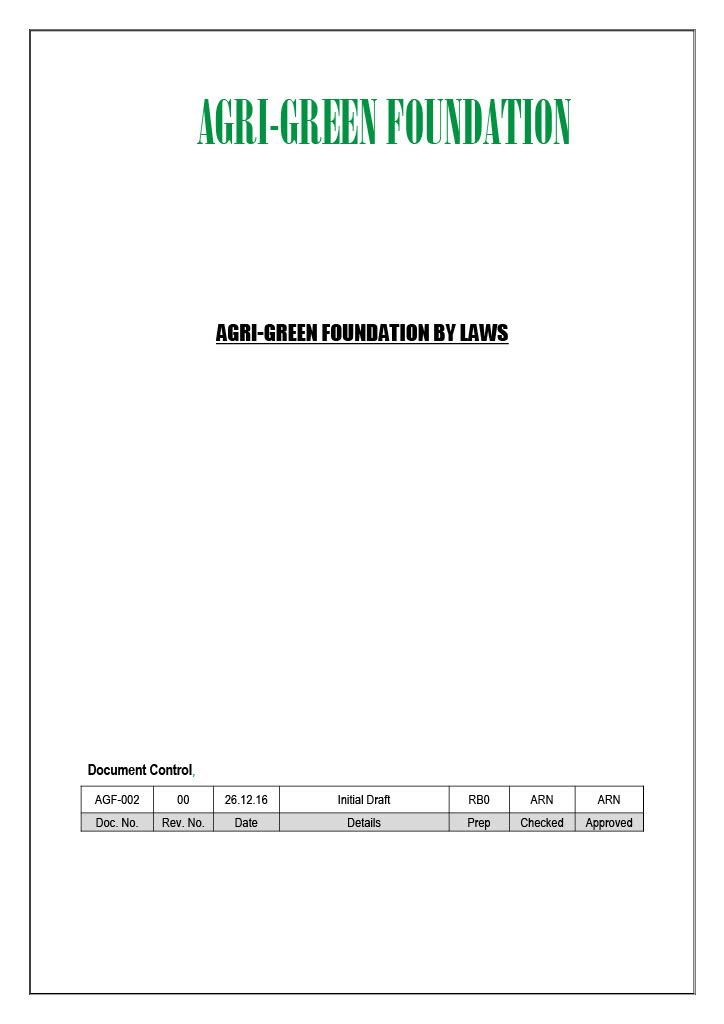 AGRI-GREEN FOUNDATION
AGRI-GREEN FOUNDATION BY LAWS
Document Control,
AGF-002 00 26.12.16 Initial Draft RB0 ARN ARN
Doc. No. Rev. No. Date Details Prep Checked Approved